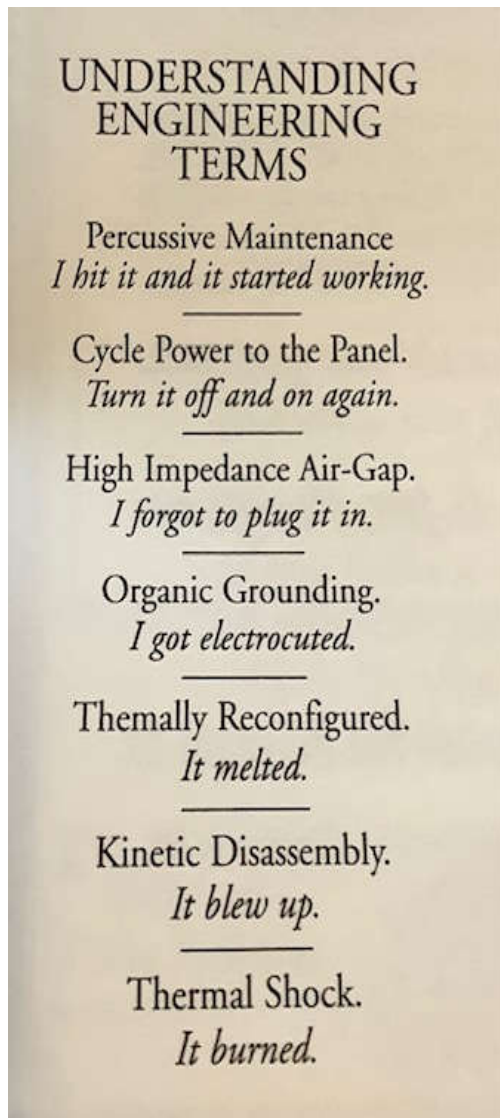 UNDERSTANDING
ENGINEERING
TERMS
Percussive Maintenance
I hit it and it started working.
Cycle Power to the Panel.
Turn it off and on again.
High Impedance Air-Gap.
I forgot to plug it in.
Organic Grounding.
I got electrocuted.
Themally Reconfigured.
It melted.
Kinetic Disassembly.
It blew up.
Thermal Shock.
It burned.